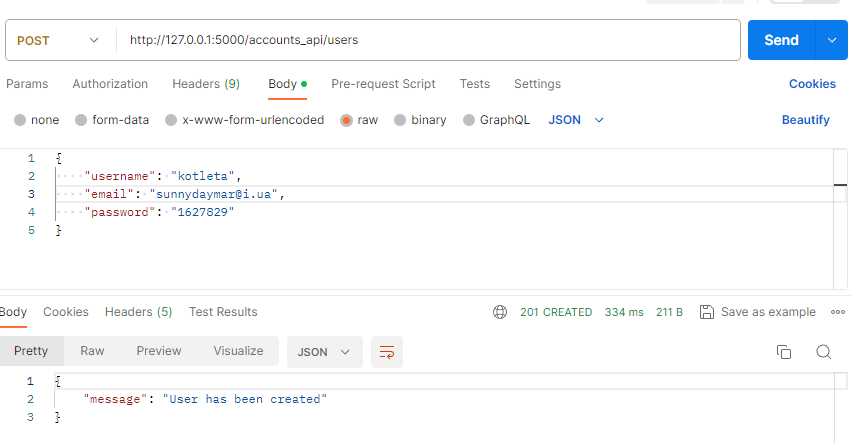 POST http://127.0.0.1:5000/accounts_api/users Send
Params Authorization Headers (9) Body Pre-request Script Tests Settings Cookies
none form-data x-www-form-urlencoded raw binary GraphQL JSON Beautify
1 {
2 "username": "kotleta",
3 "email": "sunnydaymar@i.ua",
4 "password": "1627829"
5 }
Body Cookies Headers (5) Test Results 201 CREATED 334 ms 211 B Save as example
Pretty Raw Preview Visualize JSON
1 {
2 "message": "User has been created"
3 }